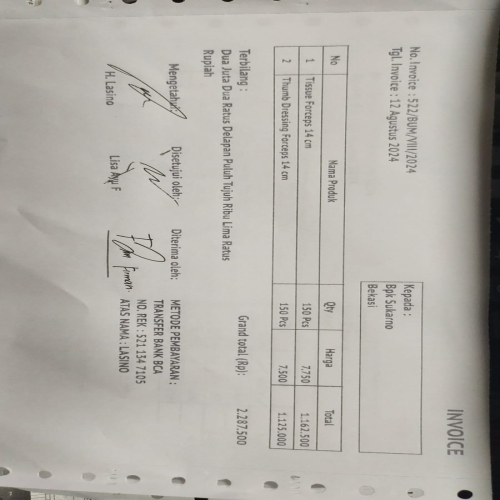 INVOICE
No. Invoice : 522/BUM/VIII/2024
Tgl. Invoice : 12 Agustus 2024
Kepada :
Bpk Sukarno
Bekasi
No Nama Produk Qty Harga Total
1 Tissue Forceps 14 cm 150 Pcs 7.750 1.162.500
2 Thumb Dressing Forceps 14 cm 150 Pcs 7.500 1.125.000
Grand total (Rp): 2.287.500
Terbilang :
Dua Juta Dua Ratus Delapan Puluh Tujuh Ribu Lima Ratus
Rupiah
Mengetahui: Disetujui oleh: Diterima oleh:
H. Lasino Lisa Ayu F
METODE PEMBAYARAN :
TRANSFER BANK BCA
NO. REK : 521 134 7105
ATAS NAMA : LASINO